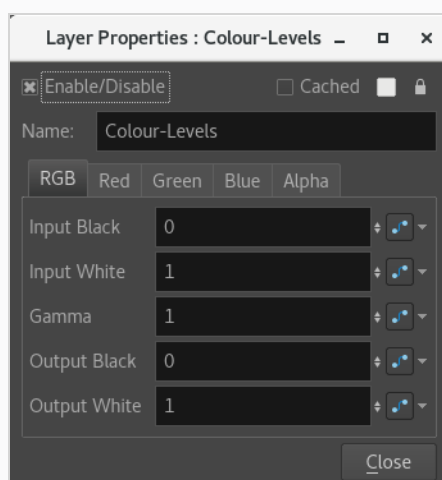 Layer Properties : Colour-Levels
Enable/Disable Cached
Name: Colour-Levels
RGB Red Green Blue Alpha
Input Black 0
Input White 1
Gamma 1
Output Black 0
Output White 1
Close